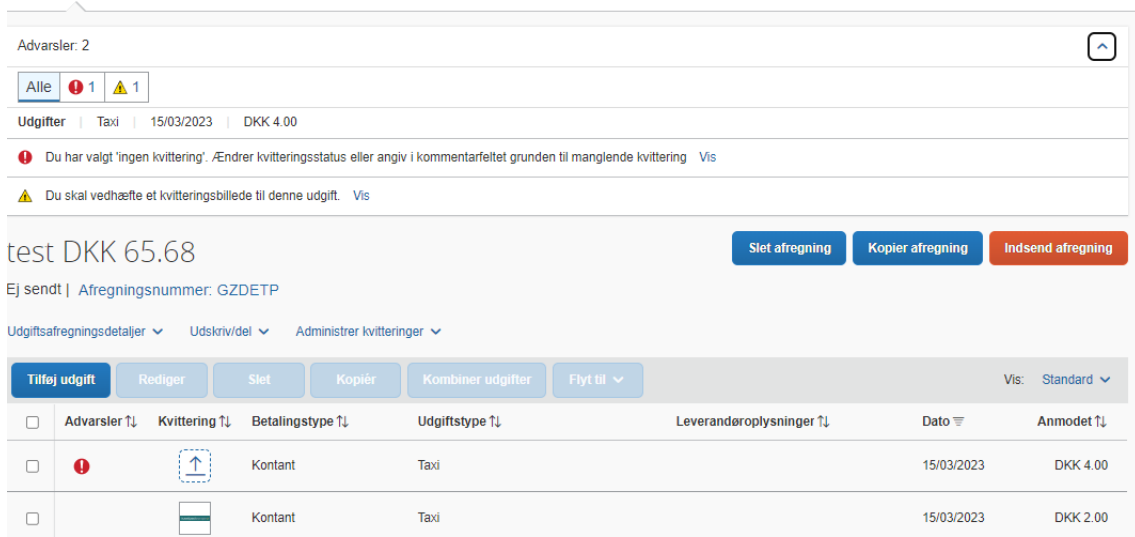 Advarsler: 2
Alle 1 1
Udgifter | Taxi | 15/03/2023 | DKK 4.00
Du har valgt 'ingen kvittering'. Ændrer kvitteringsstatus eller angiv i kommentarfeltet grunden til manglende kvittering Vis
Du skal vedhæfte et kvitteringsbillede til denne udgift. Vis
test DKK 65.68
Slet afregning Kopier afregning Indsend afregning
Ej sendt | Afregningsnummer: GZDETP
Udgiftsafregningsdetaljer Udskriv/del Administrer kvitteringer
Tilføj udgift Rediger Slet Kopiér Kombiner udgifter Flyt til Vis: Standard
Advarsler Kvittering Betalingstype Udgiftstype Leverandøroplysninger Dato Anmodet
Kontant Taxi 15/03/2023 DKK 4.00
Kontant Taxi 15/03/2023 DKK 2.00